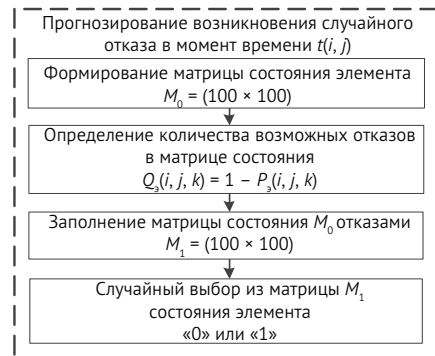 Прогнозирование возникновения случайного
отказа в момент времени t(i, j)
Формирование матрицы состояния элемента
M₀ = (100 × 100)
Определение количества возможных отказов
в матрице состояния
Qₑ(i, j, k) = 1 – Pₑ(i, j, k)
Заполнение матрицы состояния M₀ отказами
M₁ = (100 × 100)
Случайный выбор из матрицы M₁
состояния элемента
«0» или «1»